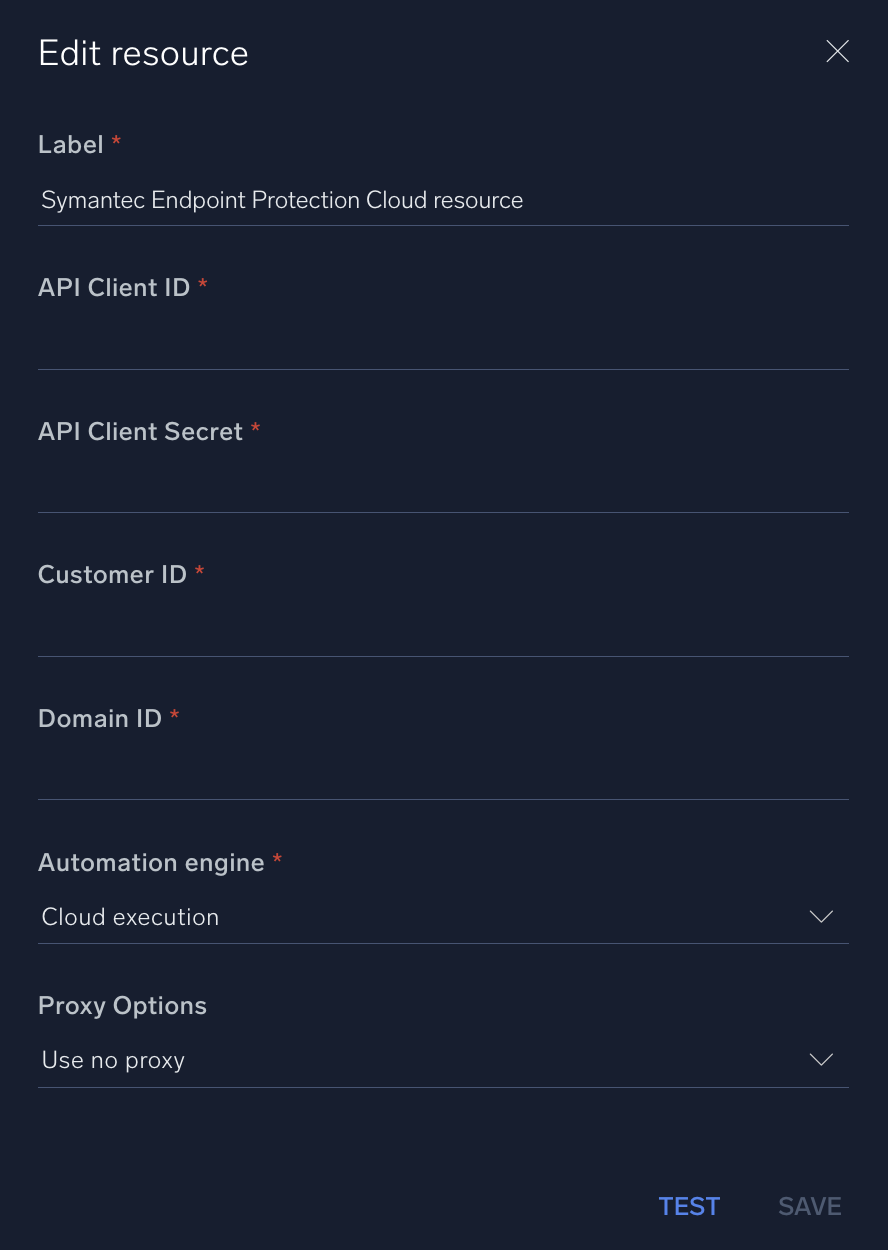 Edit resource
Label *
Symantec Endpoint Protection Cloud resource
API Client ID *
API Client Secret *
Customer ID *
Domain ID *
Automation engine *
Cloud execution
Proxy Options
Use no proxy
TEST SAVE